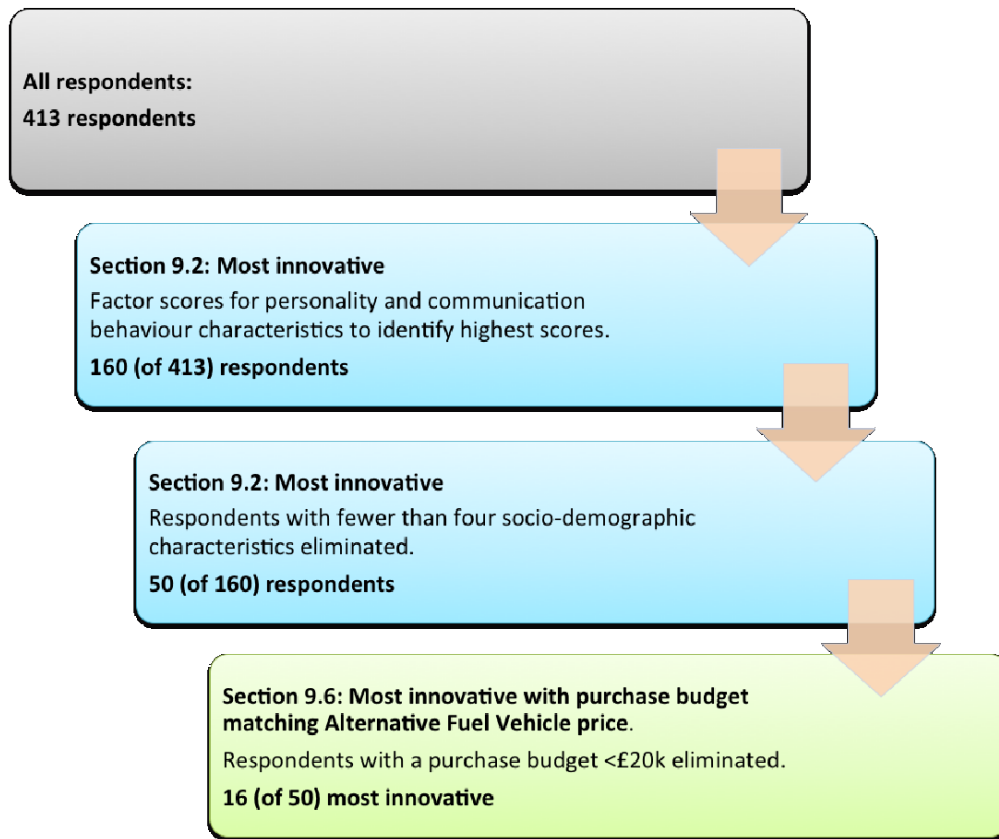 All respondents:
413 respondents
Section 9.2: Most innovative
Factor scores for personality and communication
behaviour characteristics to identify highest scores.
160 (of 413) respondents
Section 9.2: Most innovative
Respondents with fewer than four socio-demographic
characteristics eliminated.
50 (of 160) respondents
Section 9.6: Most innovative with purchase budget
matching Alternative Fuel Vehicle price.
Respondents with a purchase budget <£20k eliminated.
16 (of 50) most innovative